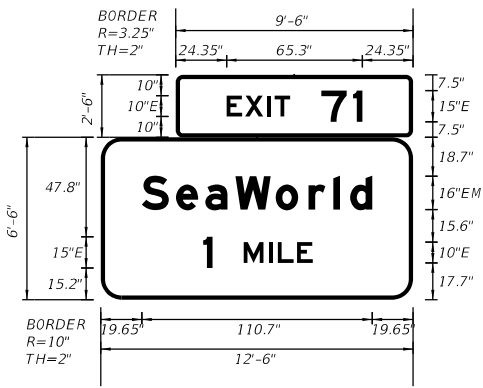 BORDER
R=3.25"
TH=2"
9'-6"
24.35" 65.3" 24.35"
2'-6"
10"
10"E
10"
EXIT 71
7.5"
15"E
7.5"
6'-6"
47.8"
15"E
15.2"
SeaWorld
1 MILE
18.7"
16"EM
15.6"
10"E
17.7"
BORDER
R=10"
TH=2"
19.65" 110.7" 19.65"
12'-6"